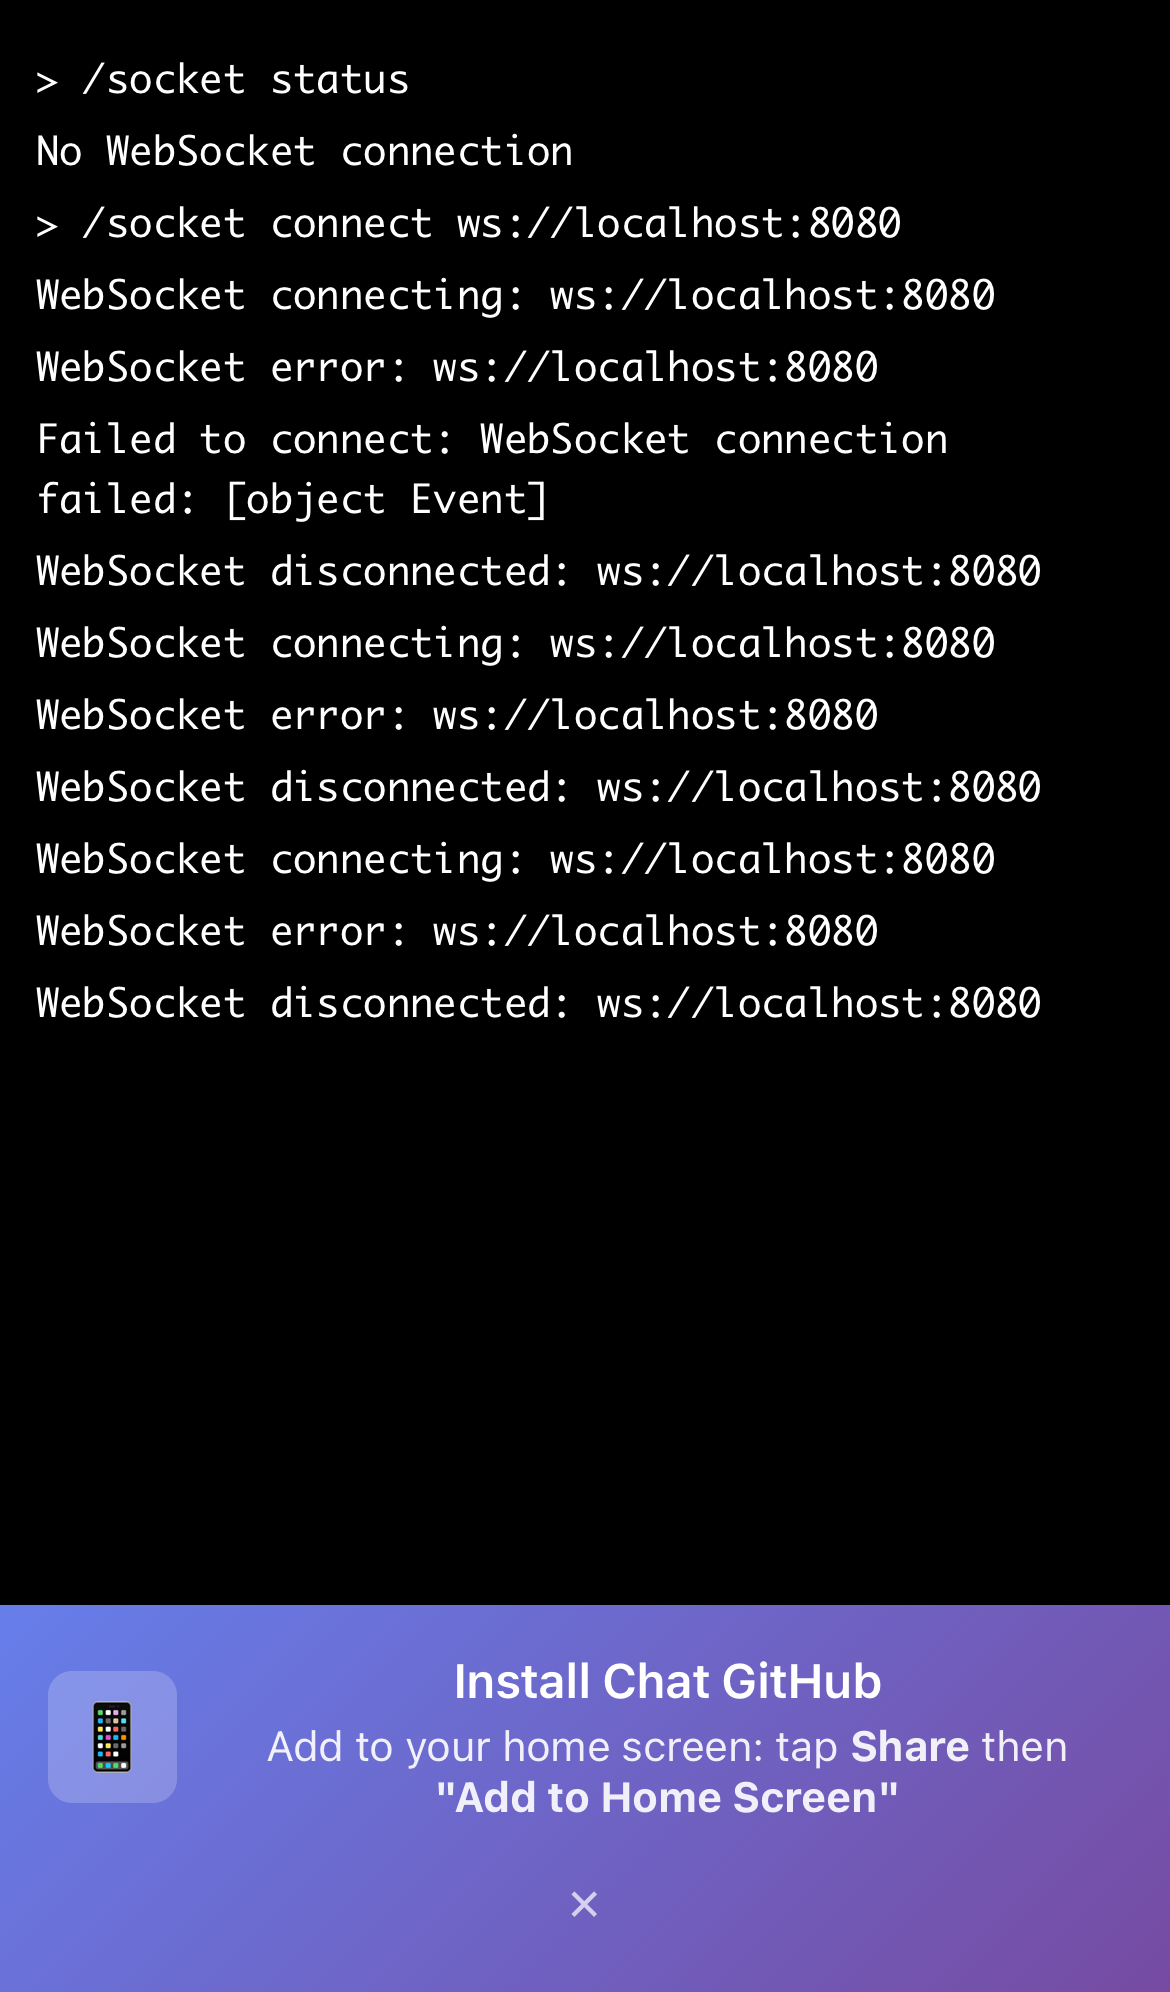 > /socket status
No WebSocket connection
> /socket connect ws://localhost:8080
WebSocket connecting: ws://localhost:8080
WebSocket error: ws://localhost:8080
Failed to connect: WebSocket connection
failed: [object Event]
WebSocket disconnected: ws://localhost:8080
WebSocket connecting: ws://localhost:8080
WebSocket error: ws://localhost:8080
WebSocket disconnected: ws://localhost:8080
WebSocket connecting: ws://localhost:8080
WebSocket error: ws://localhost:8080
WebSocket disconnected: ws://localhost:8080
Install Chat GitHub
Add to your home screen: tap Share then
"Add to Home Screen"
×